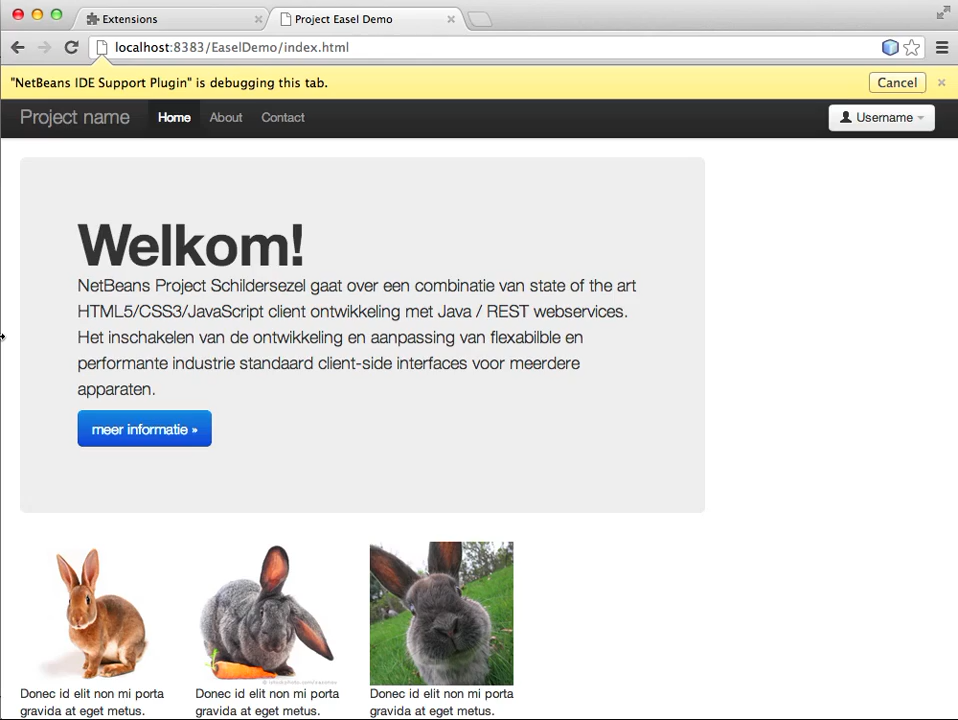 Extensions
Project Easel Demo
localhost:8383/EaselDemo/index.html
"NetBeans IDE Support Plugin" is debugging this tab.
Cancel
Project name
Home
About
Contact
Username
Welkom!
NetBeans Project Schildersezel gaat over een combinatie van state of the art
HTML5/CSS3/JavaScript client ontwikkeling met Java / REST webservices.
Het inschakelen van de ontwikkeling en aanpassing van flexabilble en
performante industrie standaard client-side interfaces voor meerdere
apparaten.
meer informatie »
Donec id elit non mi porta
gravida at eget metus.
Donec id elit non mi porta
gravida at eget metus.
Donec id elit non mi porta
gravida at eget metus.